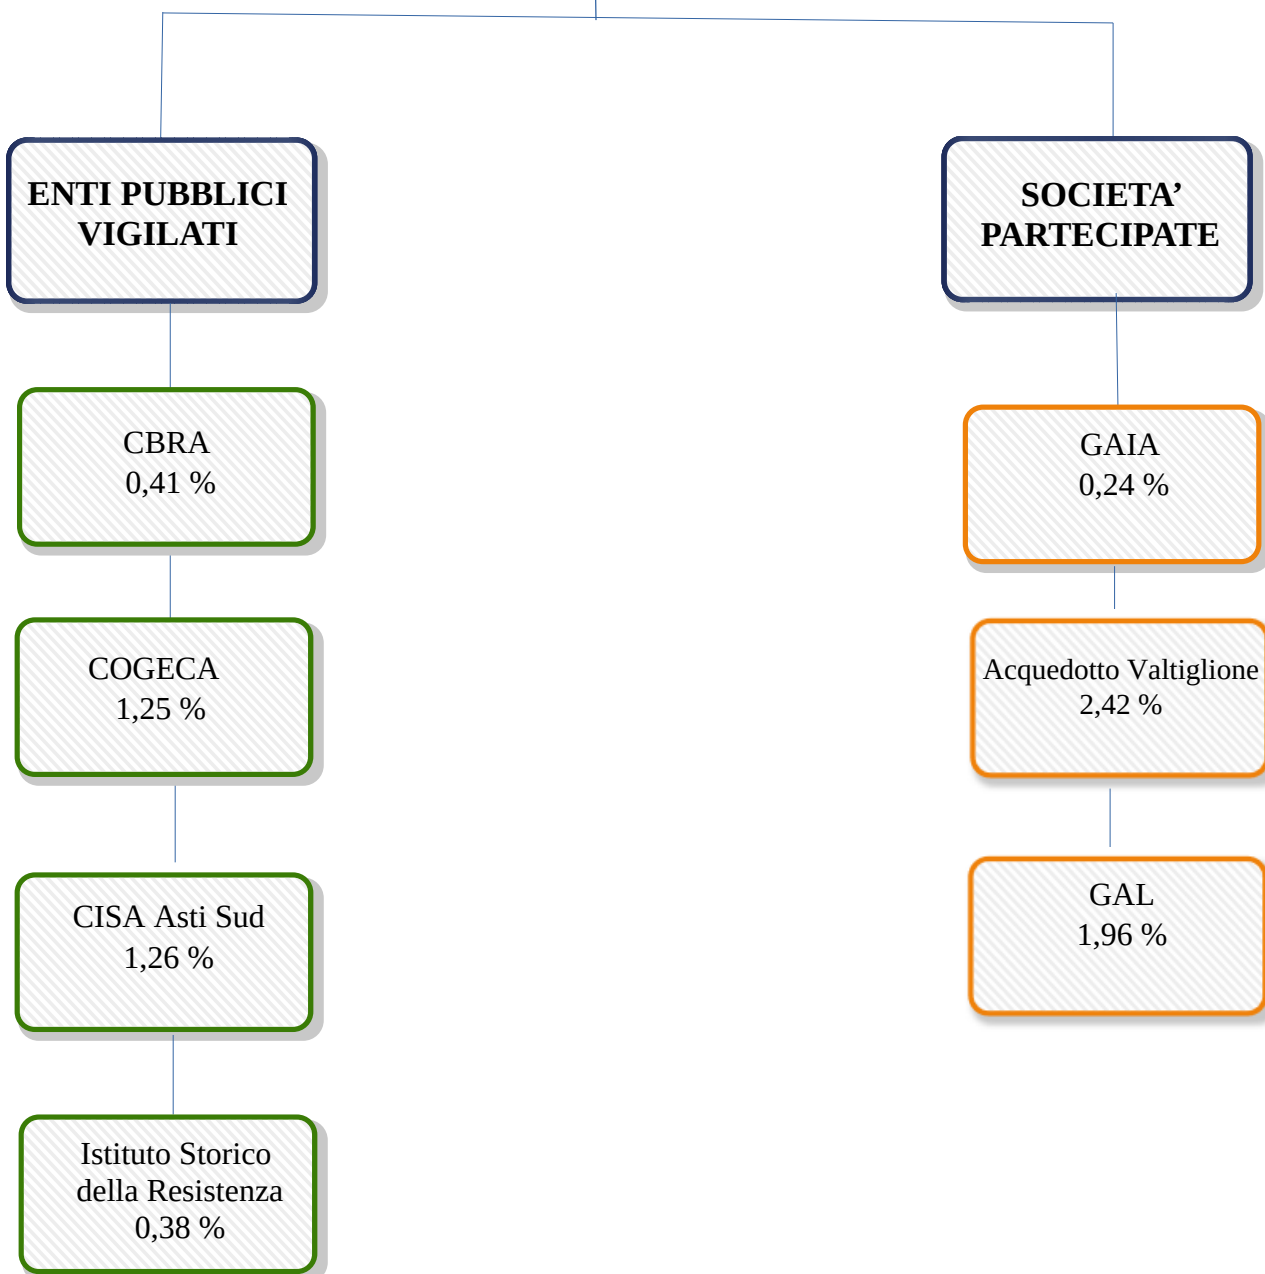 ENTI PUBBLICI
VIGILATI
CBRA
0,41 %
COGECA
1,25 %
CISA Asti Sud
1,26 %
Istituto Storico
della Resistenza
0,38 %
SOCIETA’
PARTECIPATE
GAIA
0,24 %
Acquedotto Valtiglione
2,42 %
GAL
1,96 %